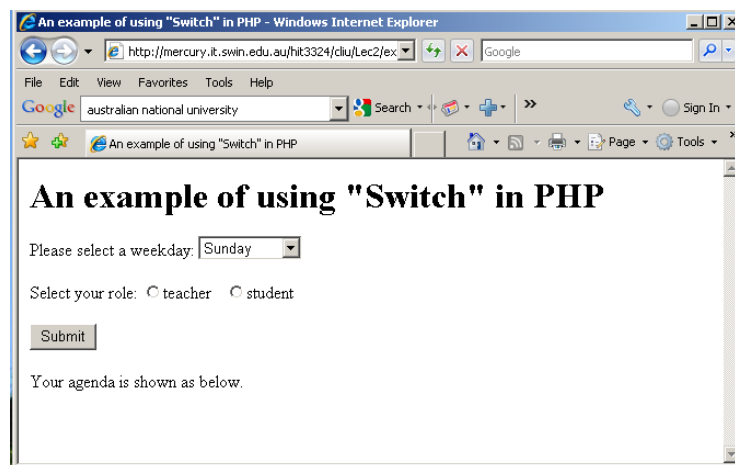 An example of using "Switch" in PHP - Windows Internet Explorer
http://mercury.it.swin.edu.au/hit3324/cliu/Lec2/ex Google
File Edit View Favorites Tools Help
Google australian national university Search » Sign In
An example of using "Switch" in PHP Page Tools »
An example of using "Switch" in PHP
Please select a weekday: Sunday
Select your role: teacher student
Submit
Your agenda is shown as below.